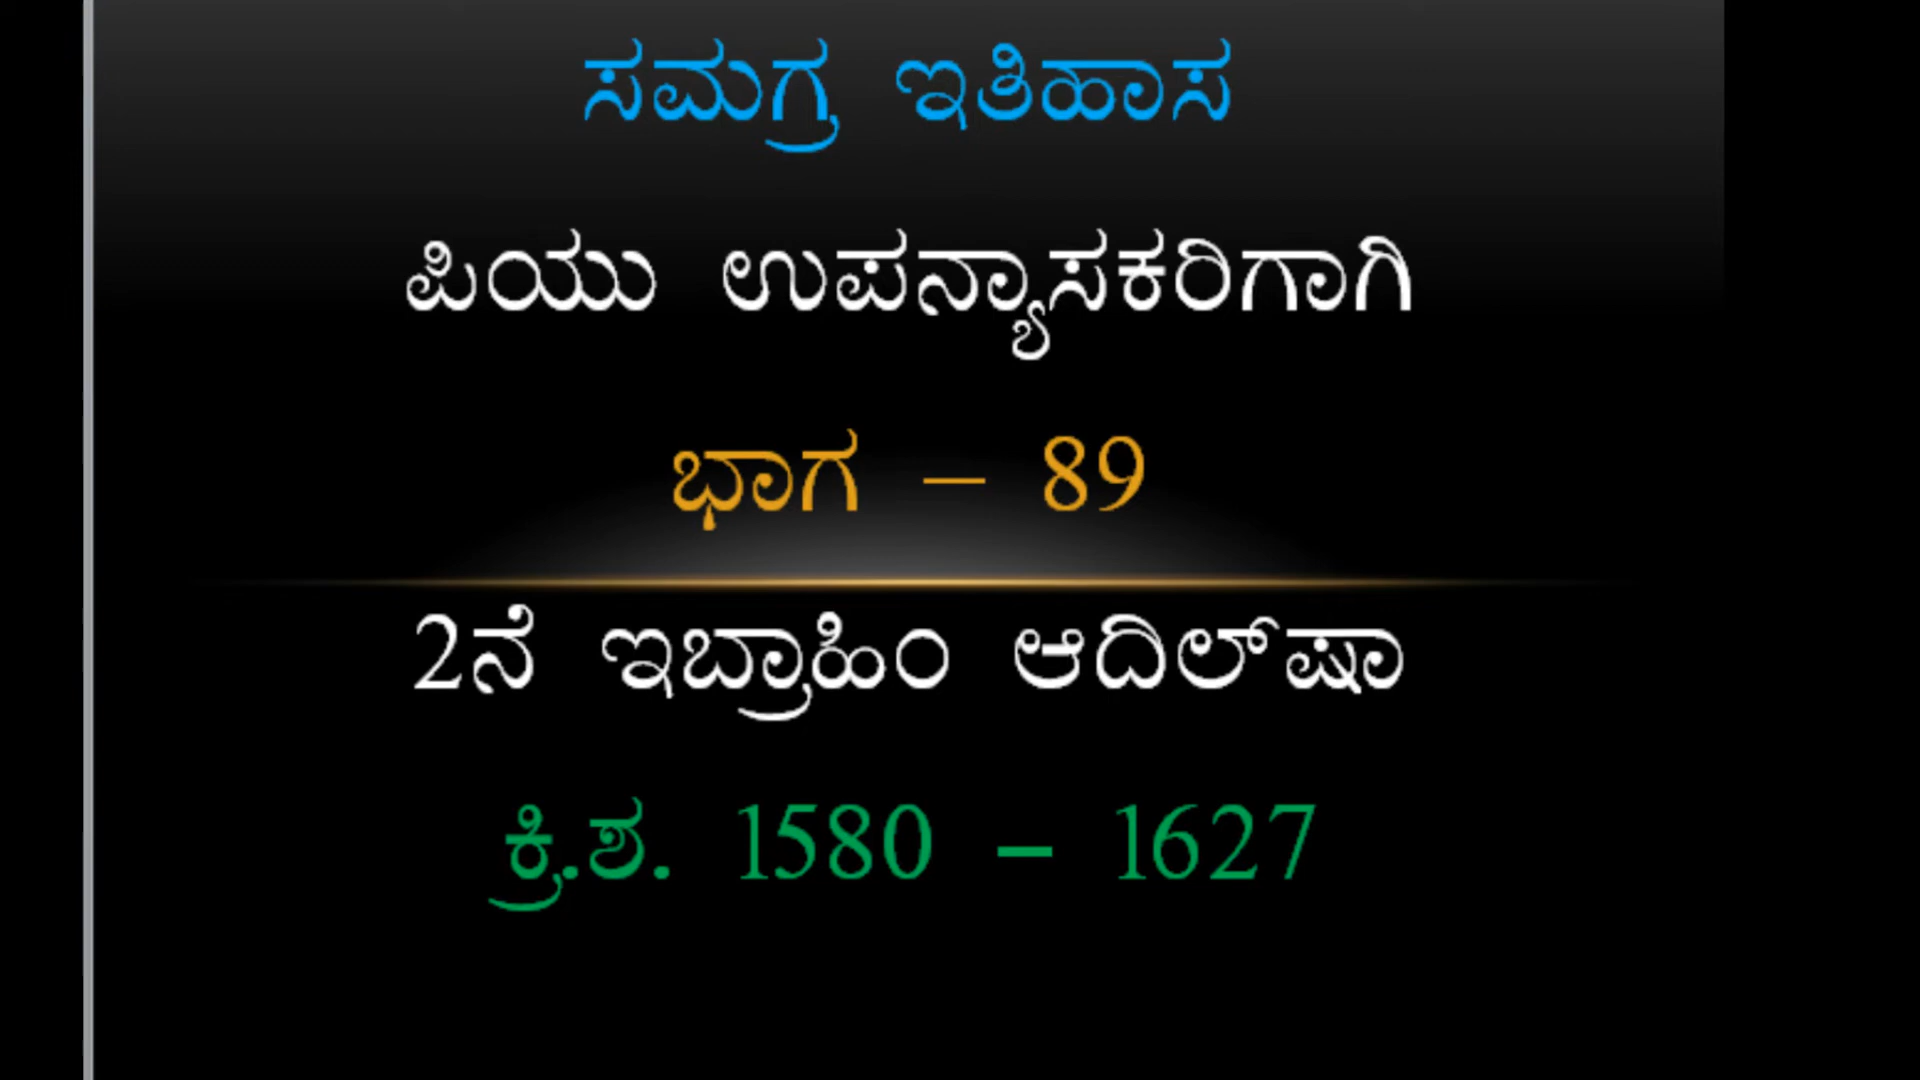 ಸಮಗ್ರ ಇತಿಹಾಸ
ಪಿಯು ಉಪನ್ಯಾಸಕರಿಗಾಗಿ
ಭಾಗ – 89
2ನೆ ಇಬ್ರಾಹಿಂ ಆದಿಲ್‌ಷಾ
ಕ್ರಿ.ಶ. 1580 – 1627